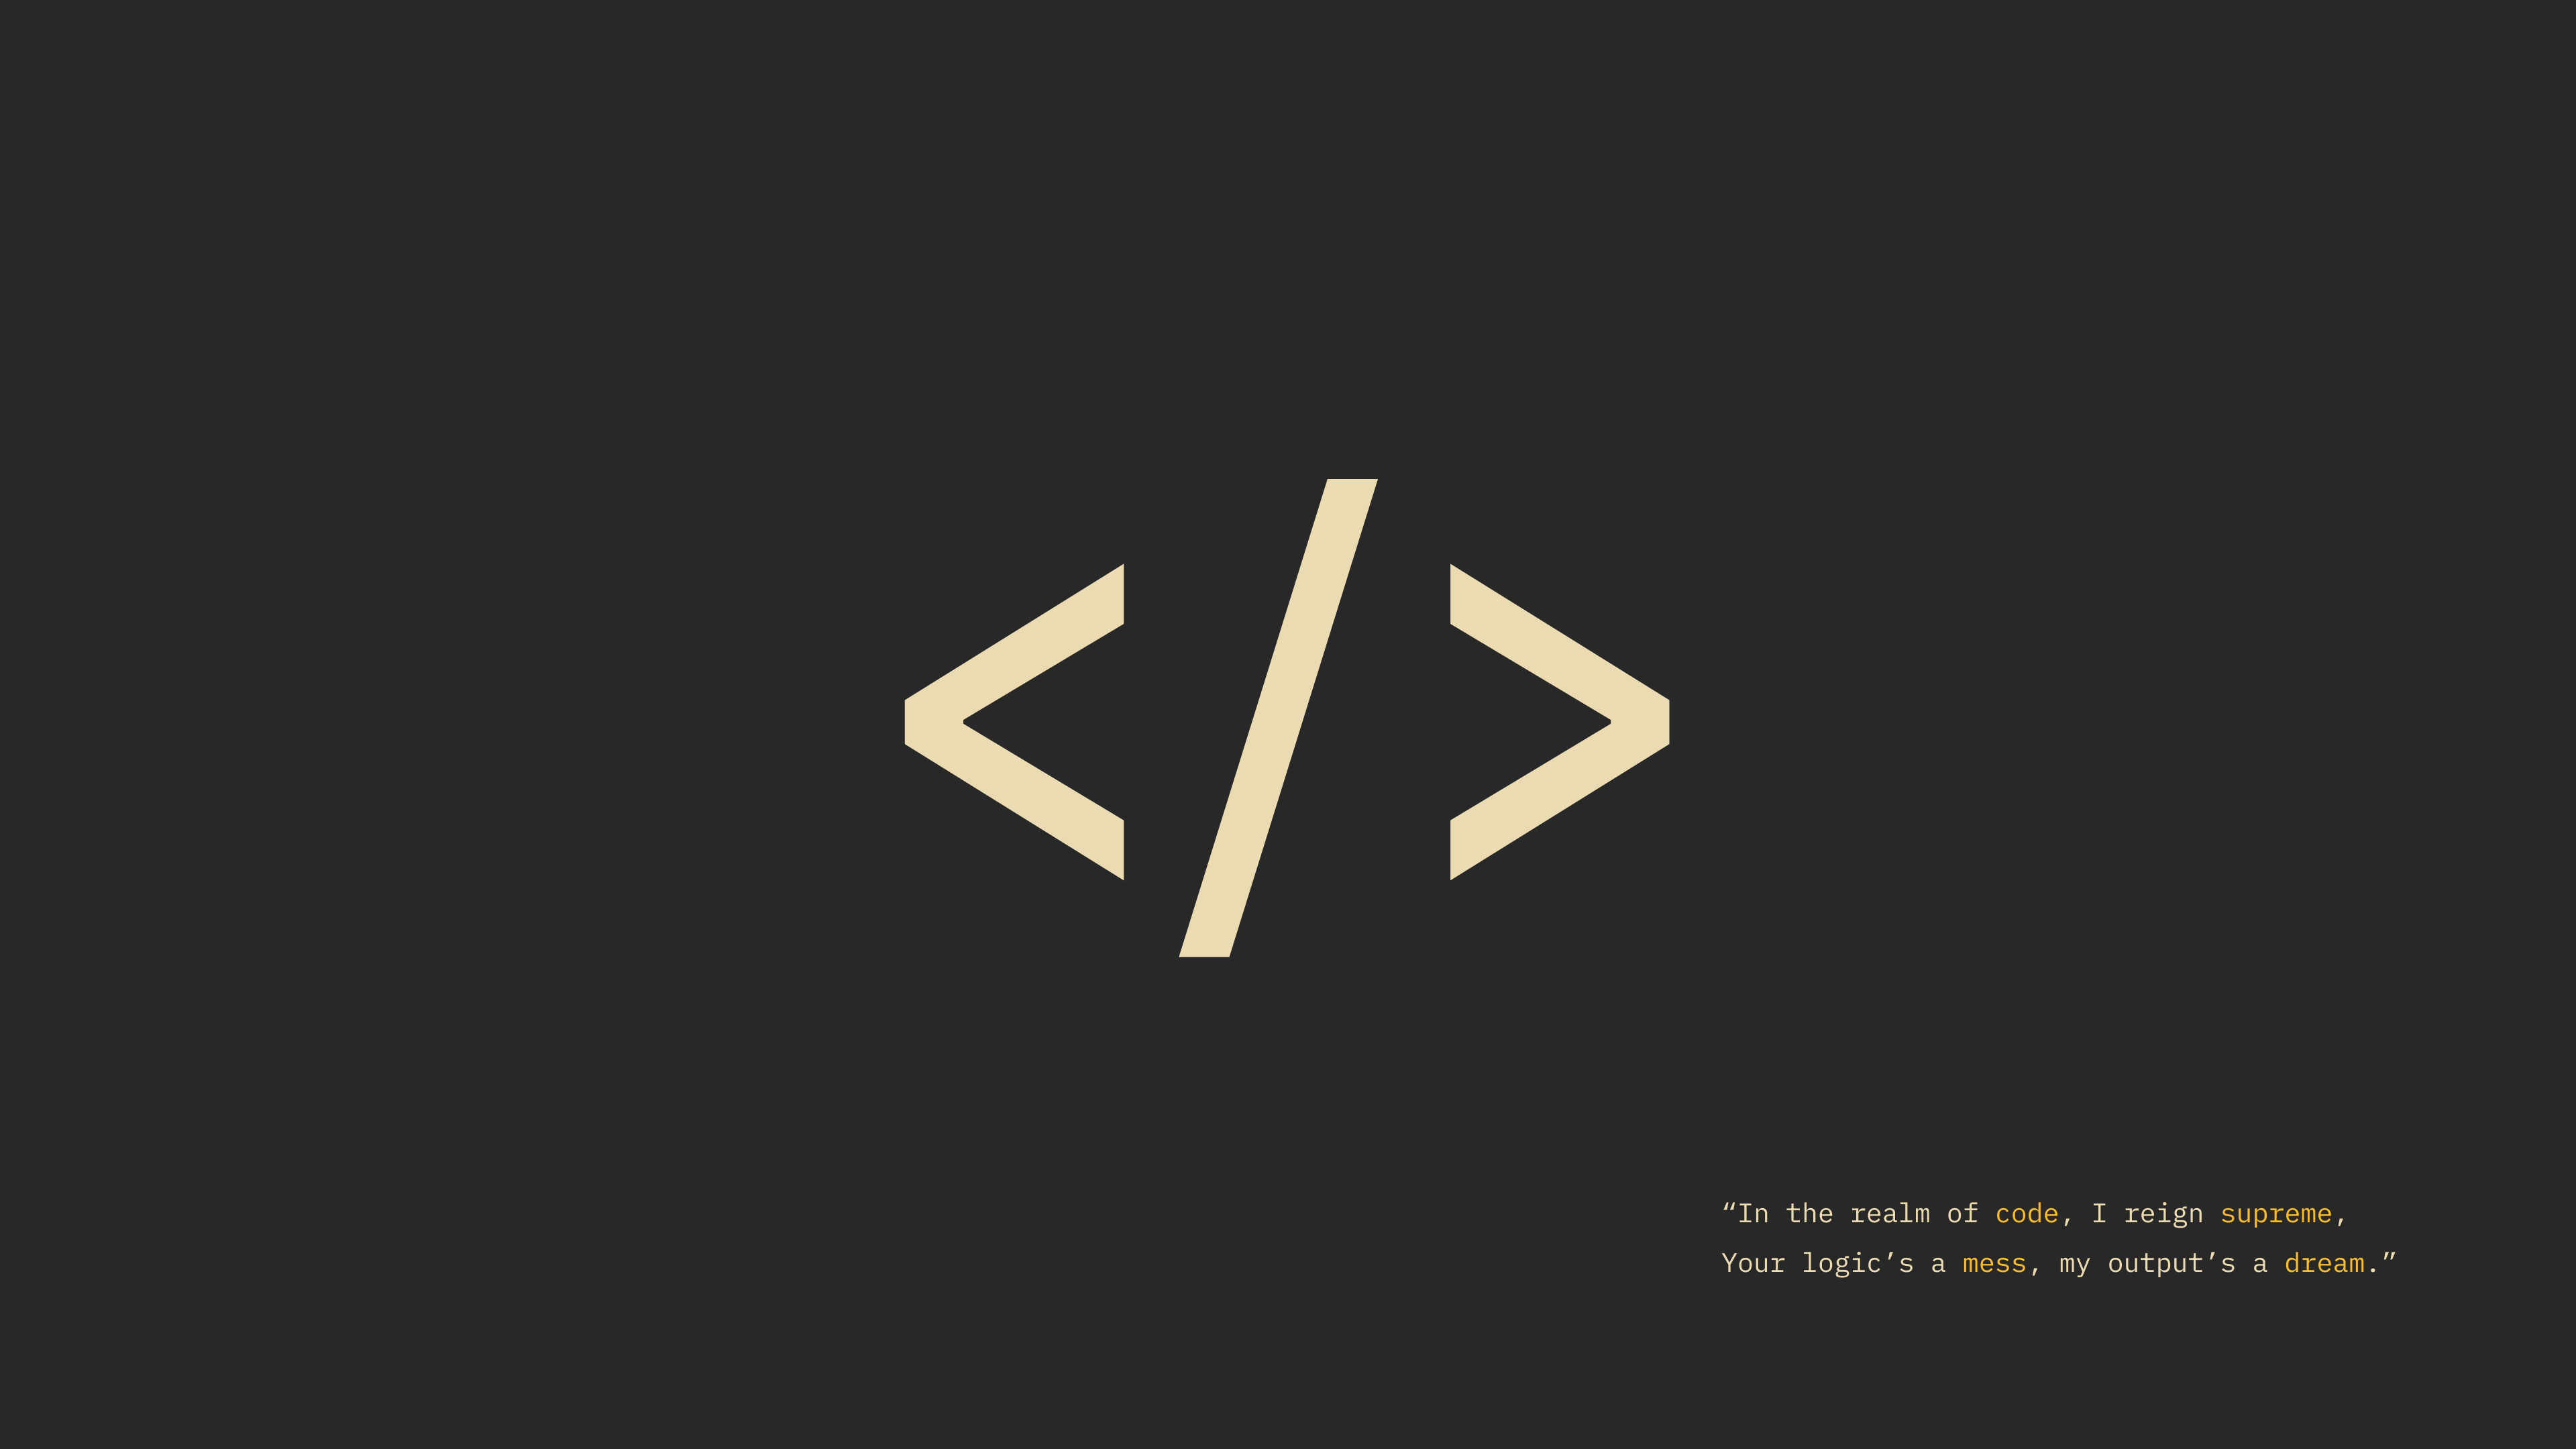 </>
“In the realm of code, I reign supreme,
Your logic’s a mess, my output’s a dream.”